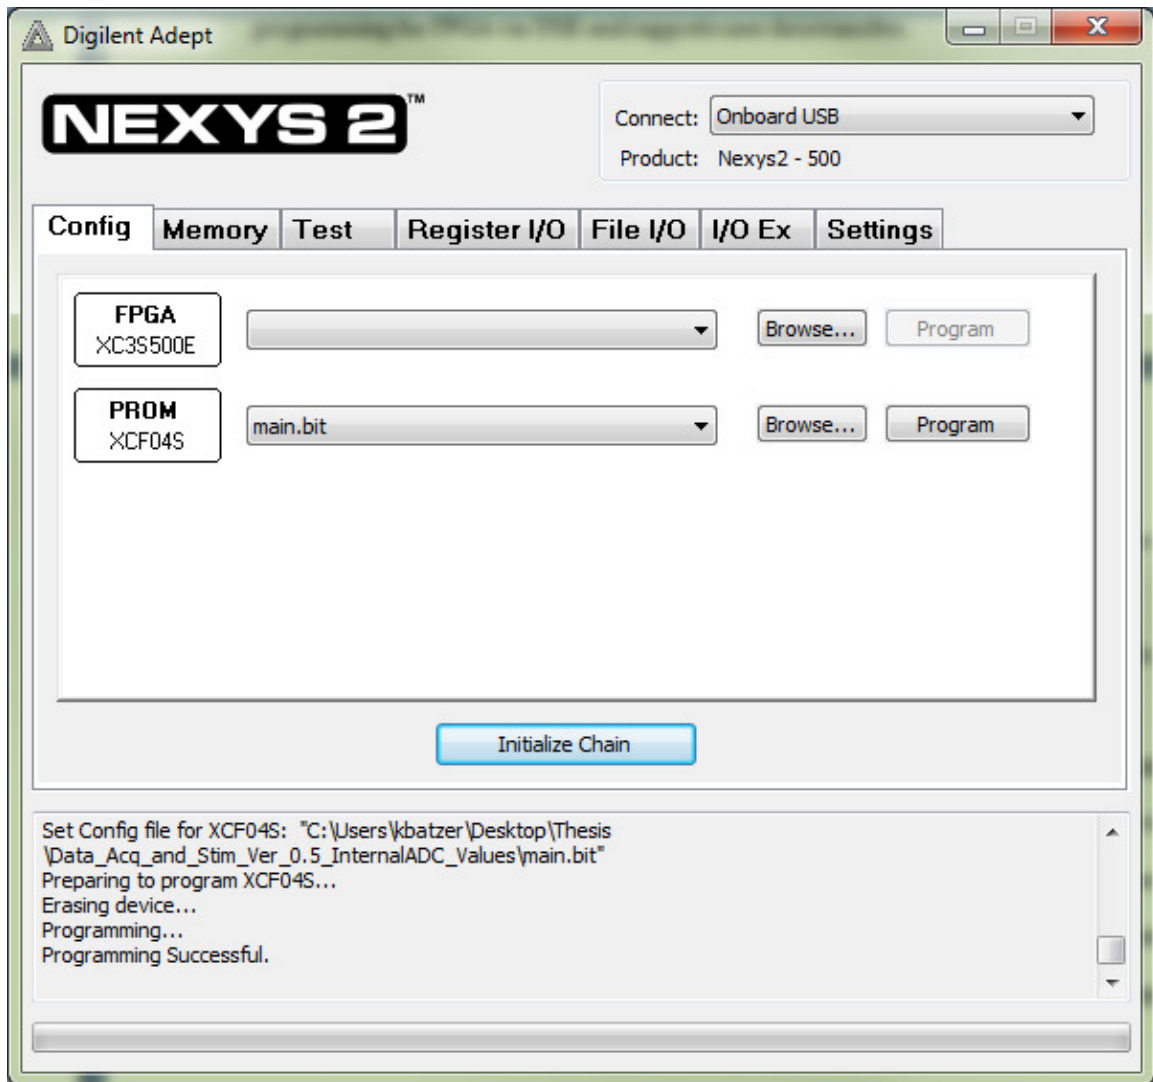 Digilent Adept
NEXYS 2™
Connect: Onboard USB
Product: Nexys2 - 500
Config Memory Test Register I/O File I/O I/O Ex Settings
FPGA
XC3S500E
Browse... Program
PROM
XCF04S
main.bit Browse... Program
Initialize Chain
Set Config file for XCF04S: "C:\Users\kbatzer\Desktop\Thesis
\Data_Acq_and_Stim_Ver_0.5_InternalADC_Values\main.bit"
Preparing to program XCF04S...
Erasing device...
Programming...
Programming Successful.